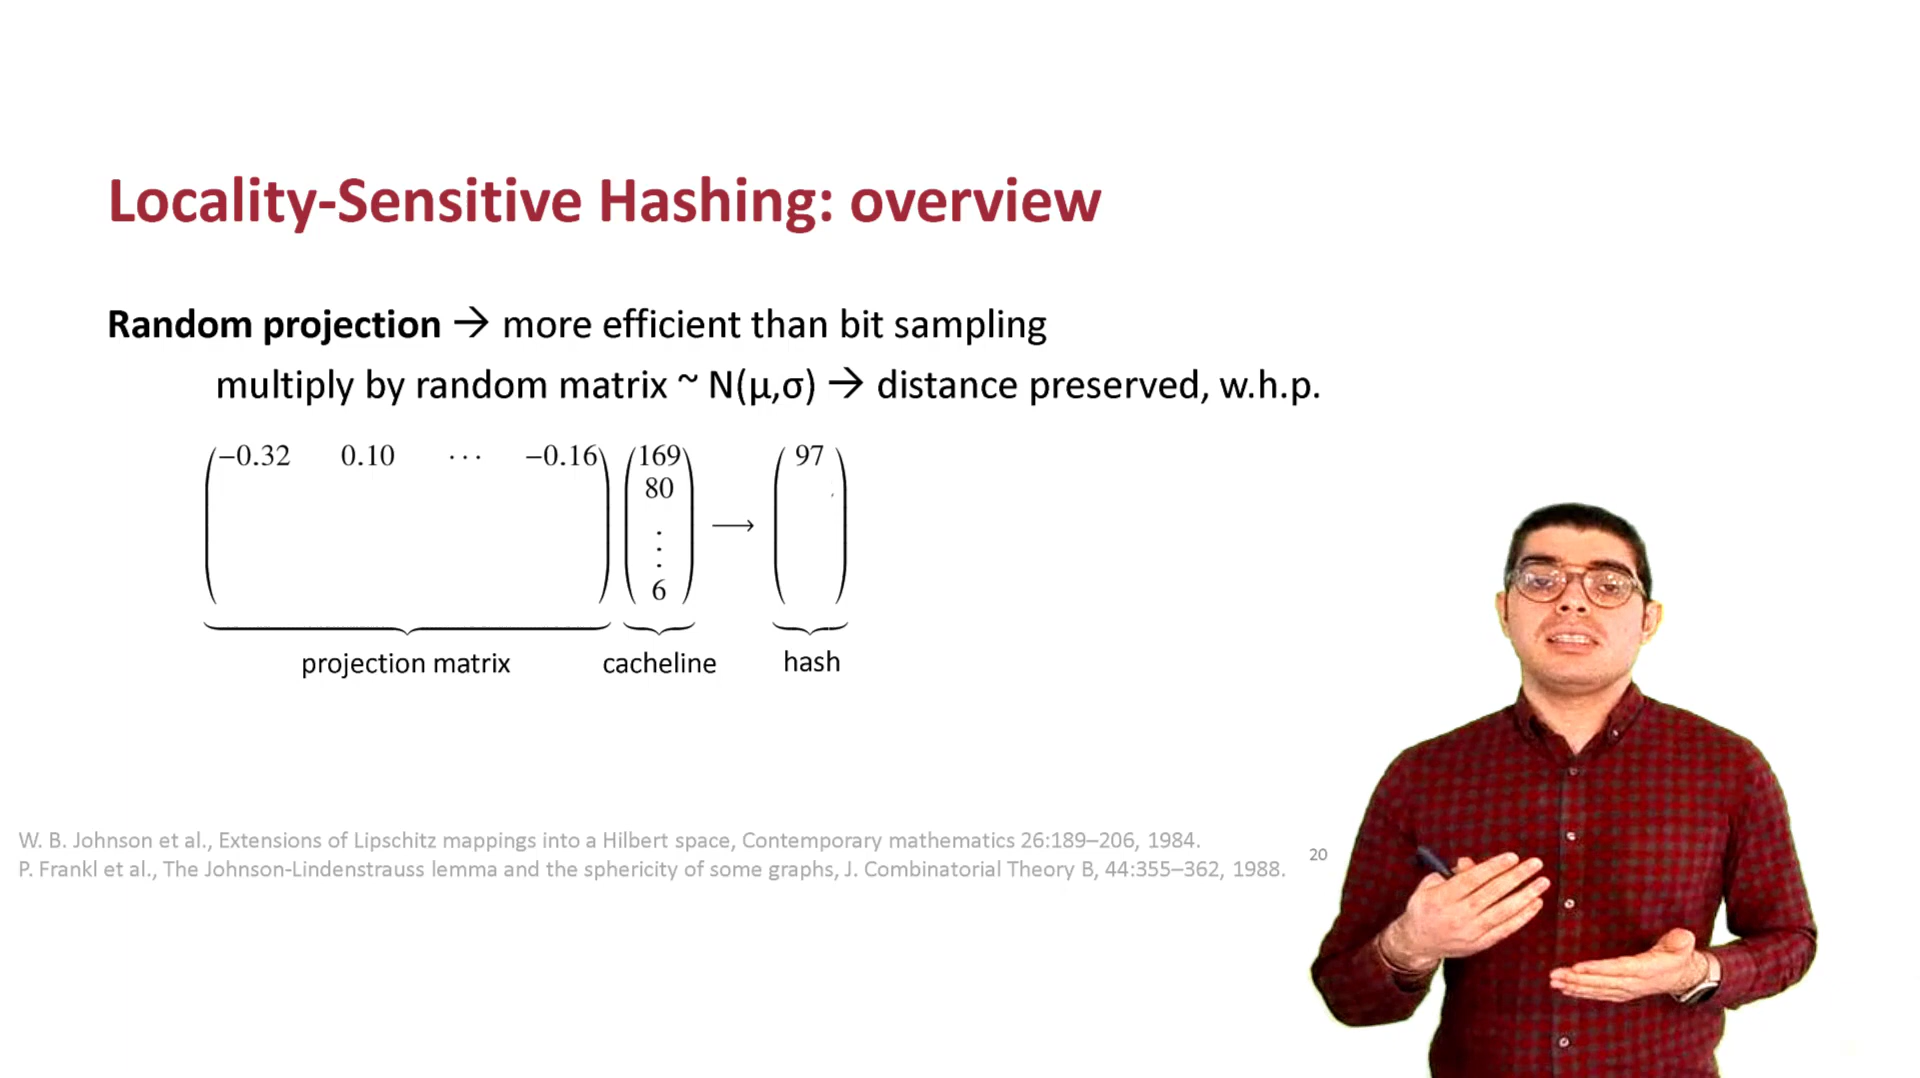 Locality-Sensitive Hashing: overview
Random projection → more efficient than bit sampling
multiply by random matrix ~ N(μ,σ) → distance preserved, w.h.p.
−0.32 0.10 ⋯ −0.16 169 97
80
⋮ ⟶
6
projection matrix cacheline hash
W. B. Johnson et al., Extensions of Lipschitz mappings into a Hilbert space, Contemporary mathematics 26:189–206, 1984.
P. Frankl et al., The Johnson-Lindenstrauss lemma and the sphericity of some graphs, J. Combinatorial Theory B, 44:355–362, 1988.
20